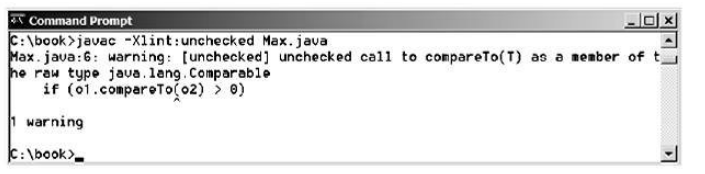 Command Prompt
C:\book>javac -Xlint:unchecked Max.java
Max.java:6: warning: [unchecked] unchecked call to compareTo(T) as a member of t
he raw type java.lang.Comparable
    if (o1.compareTo(o2) > 0)
                    ^
1 warning
C:\book>_